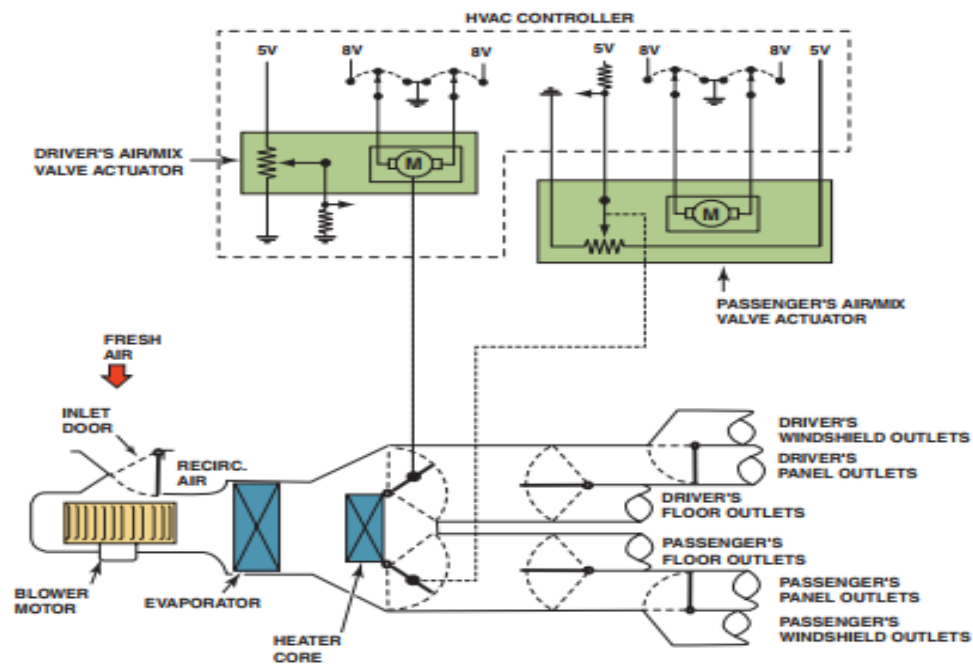 HVAC CONTROLLER
5V
8V
8V
5V
8V
8V
5V
DRIVER'S AIR/MIX
VALVE ACTUATOR
M
M
PASSENGER'S AIR/MIX
VALVE ACTUATOR
FRESH
AIR
INLET
DOOR
RECIRC.
AIR
DRIVER'S
WINDSHIELD OUTLETS
DRIVER'S
PANEL OUTLETS
DRIVER'S
FLOOR OUTLETS
PASSENGER'S
FLOOR OUTLETS
PASSENGER'S
PANEL OUTLETS
PASSENGER'S
WINDSHIELD OUTLETS
BLOWER
MOTOR
EVAPORATOR
HEATER
CORE